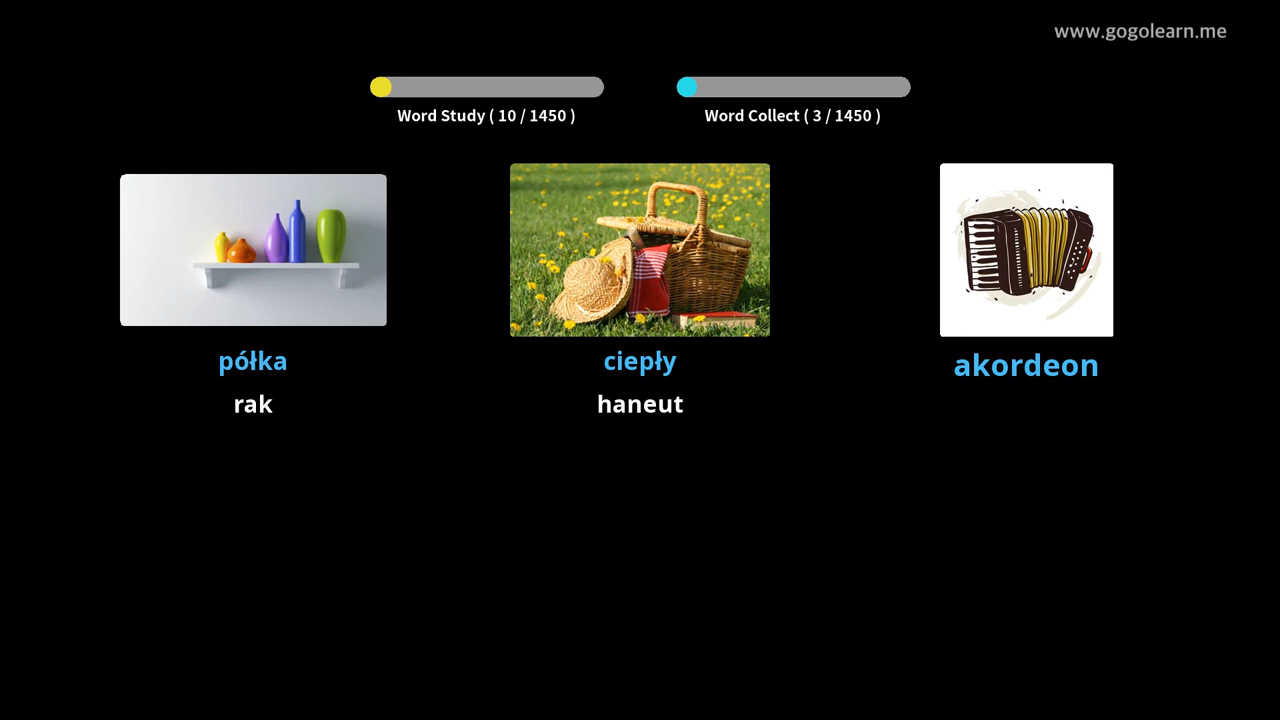 www.gogolearn.me
Word Study ( 10 / 1450 )
Word Collect ( 3 / 1450 )
półka
ciepły
akordeon
rak
haneut